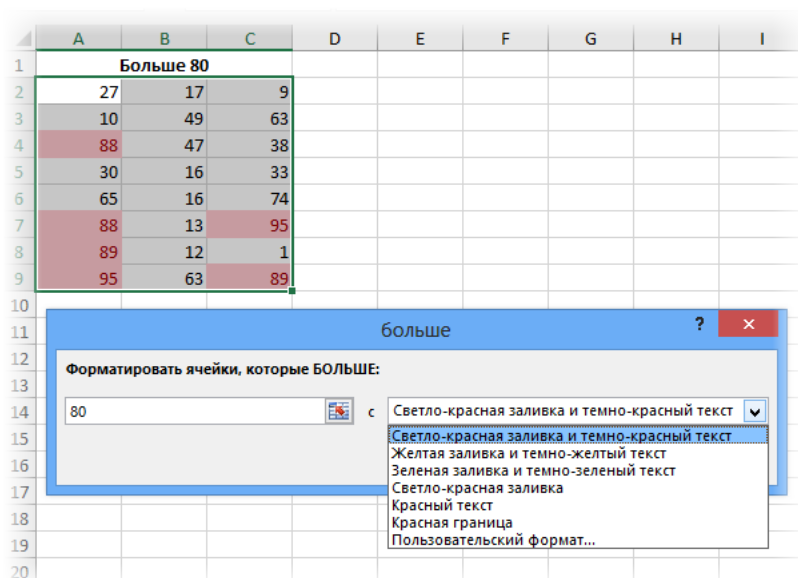 A B C D E F G H I
1 Больше 80
2 27 17 9
3 10 49 63
4 88 47 38
5 30 16 33
6 65 16 74
7 88 13 95
8 89 12 1
9 95 63 89
10
11 больше ? ×
12
Форматировать ячейки, которые БОЛЬШЕ:
13
14 80 с Светло-красная заливка и темно-красный текст
15 Светло-красная заливка и темно-красный текст
Желтая заливка и темно-желтый текст
16 Зеленая заливка и темно-зеленый текст
17 Светло-красная заливка
Красный текст
18 Красная граница
19 Пользовательский формат...
20